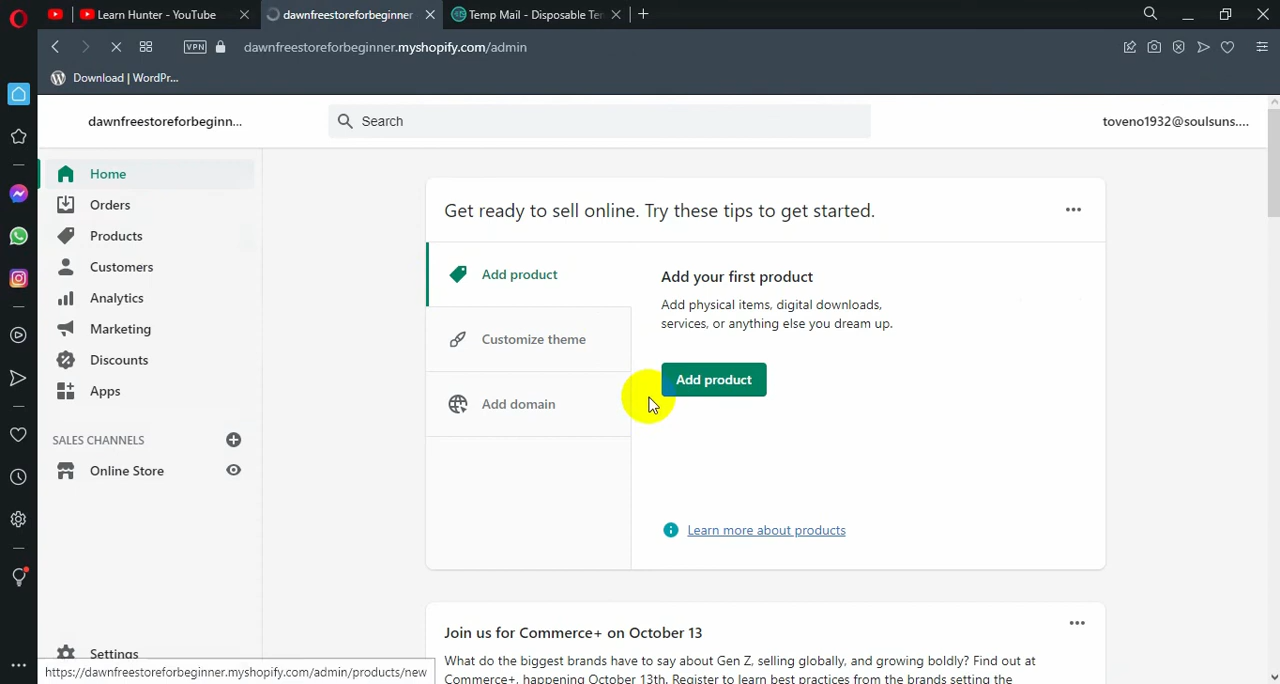 Learn Hunter - YouTube
dawnfreestoreforbeginner
Temp Mail - Disposable Ter
VPN
dawnfreestoreforbeginner.myshopify.com/admin
Download | WordPr...
dawnfreestoreforbeginn...
Search
toveno1932@soulsuns....
Home
Orders
Products
Customers
Analytics
Marketing
Discounts
Apps
SALES CHANNELS
Online Store
Settings
Get ready to sell online. Try these tips to get started.
Add product
Customize theme
Add domain
Add your first product
Add physical items, digital downloads,
services, or anything else you dream up.
Add product
Learn more about products
Join us for Commerce+ on October 13
What do the biggest brands have to say about Gen Z, selling globally, and growing boldly? Find out at
Commerce+, happening October 13th. Register to learn best practices from the brands setting the
https://dawnfreestoreforbeginner.myshopify.com/admin/products/new